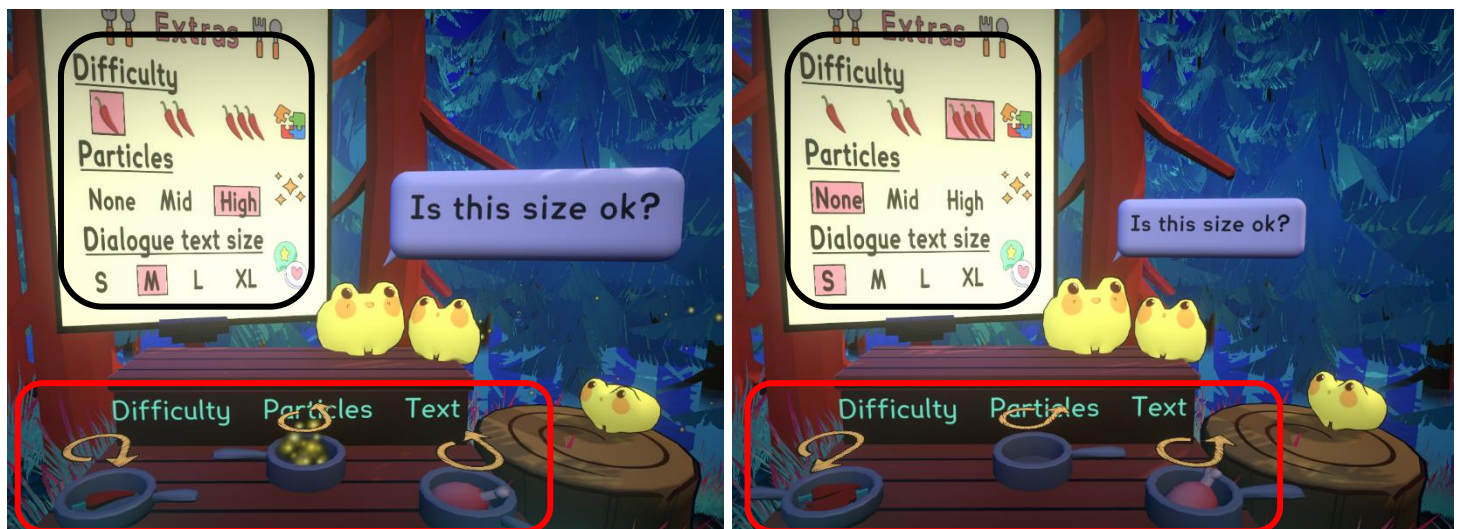 Extras
Difficulty
Particles
None Mid High
Dialogue text size
S M L XL
Is this size ok?
Difficulty Particles Text
Extras
Difficulty
Particles
None Mid High
Dialogue text size
S M L XL
Is this size ok?
Difficulty Particles Text